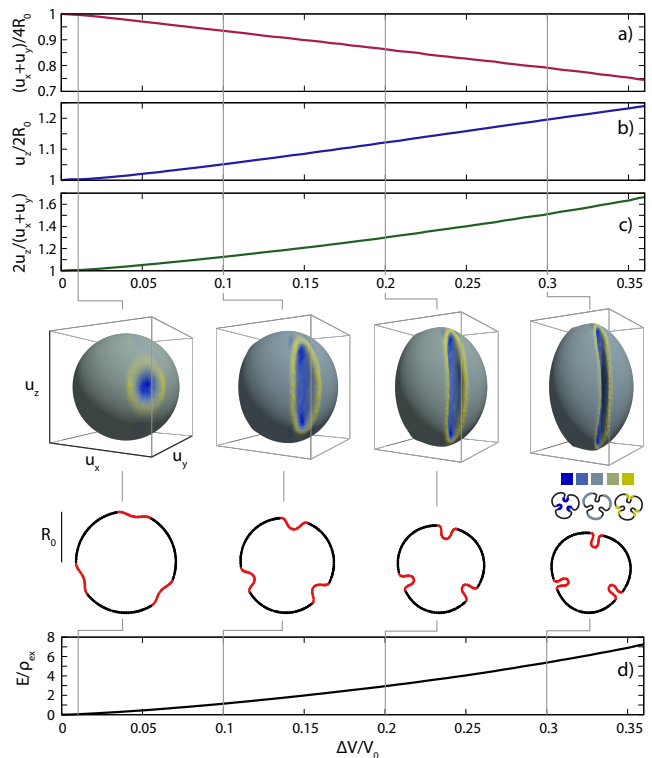 (u_x+u_y)/4R_0
1
0.9
0.8
0.7
a)
u_z/2R_0
1.2
1.1
1
b)
2u_z/(u_x+u_y)
1.6
1.4
1.2
1
c)
0 0.05 0.1 0.15 0.2 0.25 0.3 0.35
u_z
u_x
u_y
R_0
E/ρ_ex
8
6
4
2
0
d)
0 0.05 0.1 0.15 0.2 0.25 0.3 0.35
ΔV/V_0